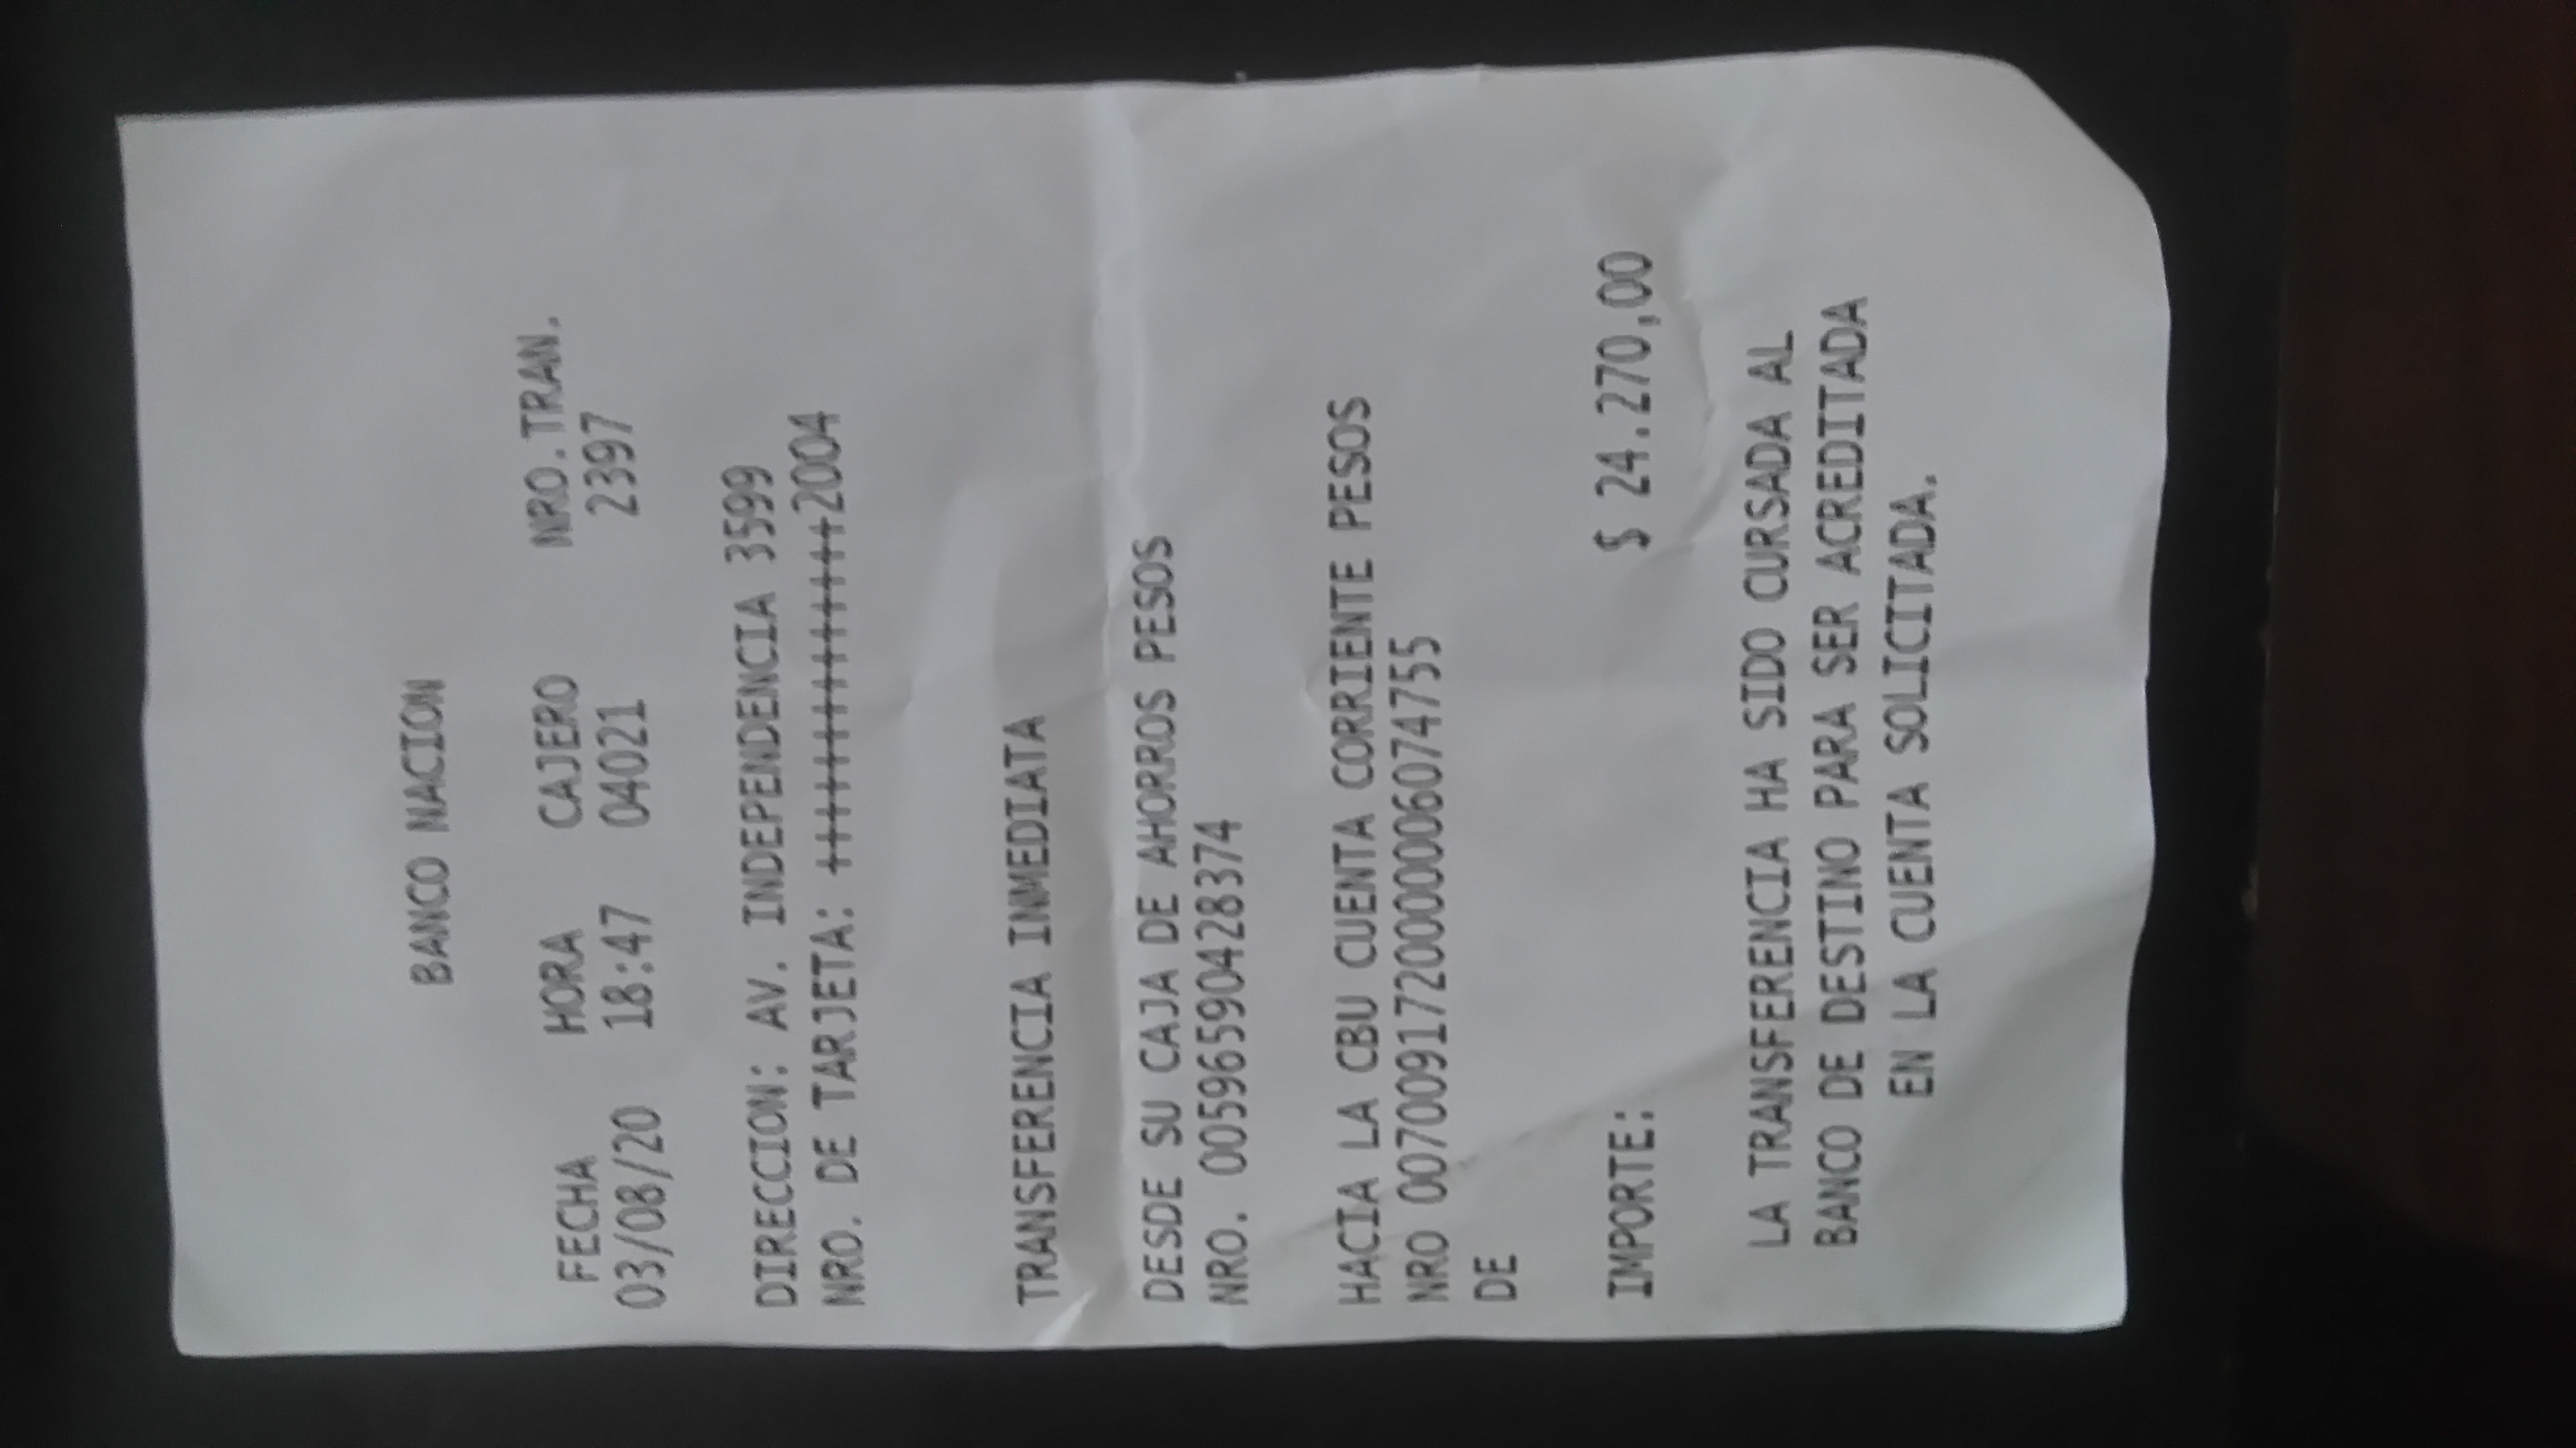 BANCO NACION
FECHA HORA CAJERO NRO.TRAN.
03/08/20 18:47 04021 2397
DIRECCION: AV. INDEPENDENCIA 3599
NRO. DE TARJETA: ++++++++++++++2004
TRANSFERENCIA INMEDIATA
DESDE SU CAJA DE AHORROS PESOS
NRO. 00596590428374
HACIA LA CBU CUENTA CORRIENTE PESOS
NRO 0070091720000006074755
DE
IMPORTE: $ 24.270,00
LA TRANSFERENCIA HA SIDO CURSADA AL
BANCO DE DESTINO PARA SER ACREDITADA
EN LA CUENTA SOLICITADA.